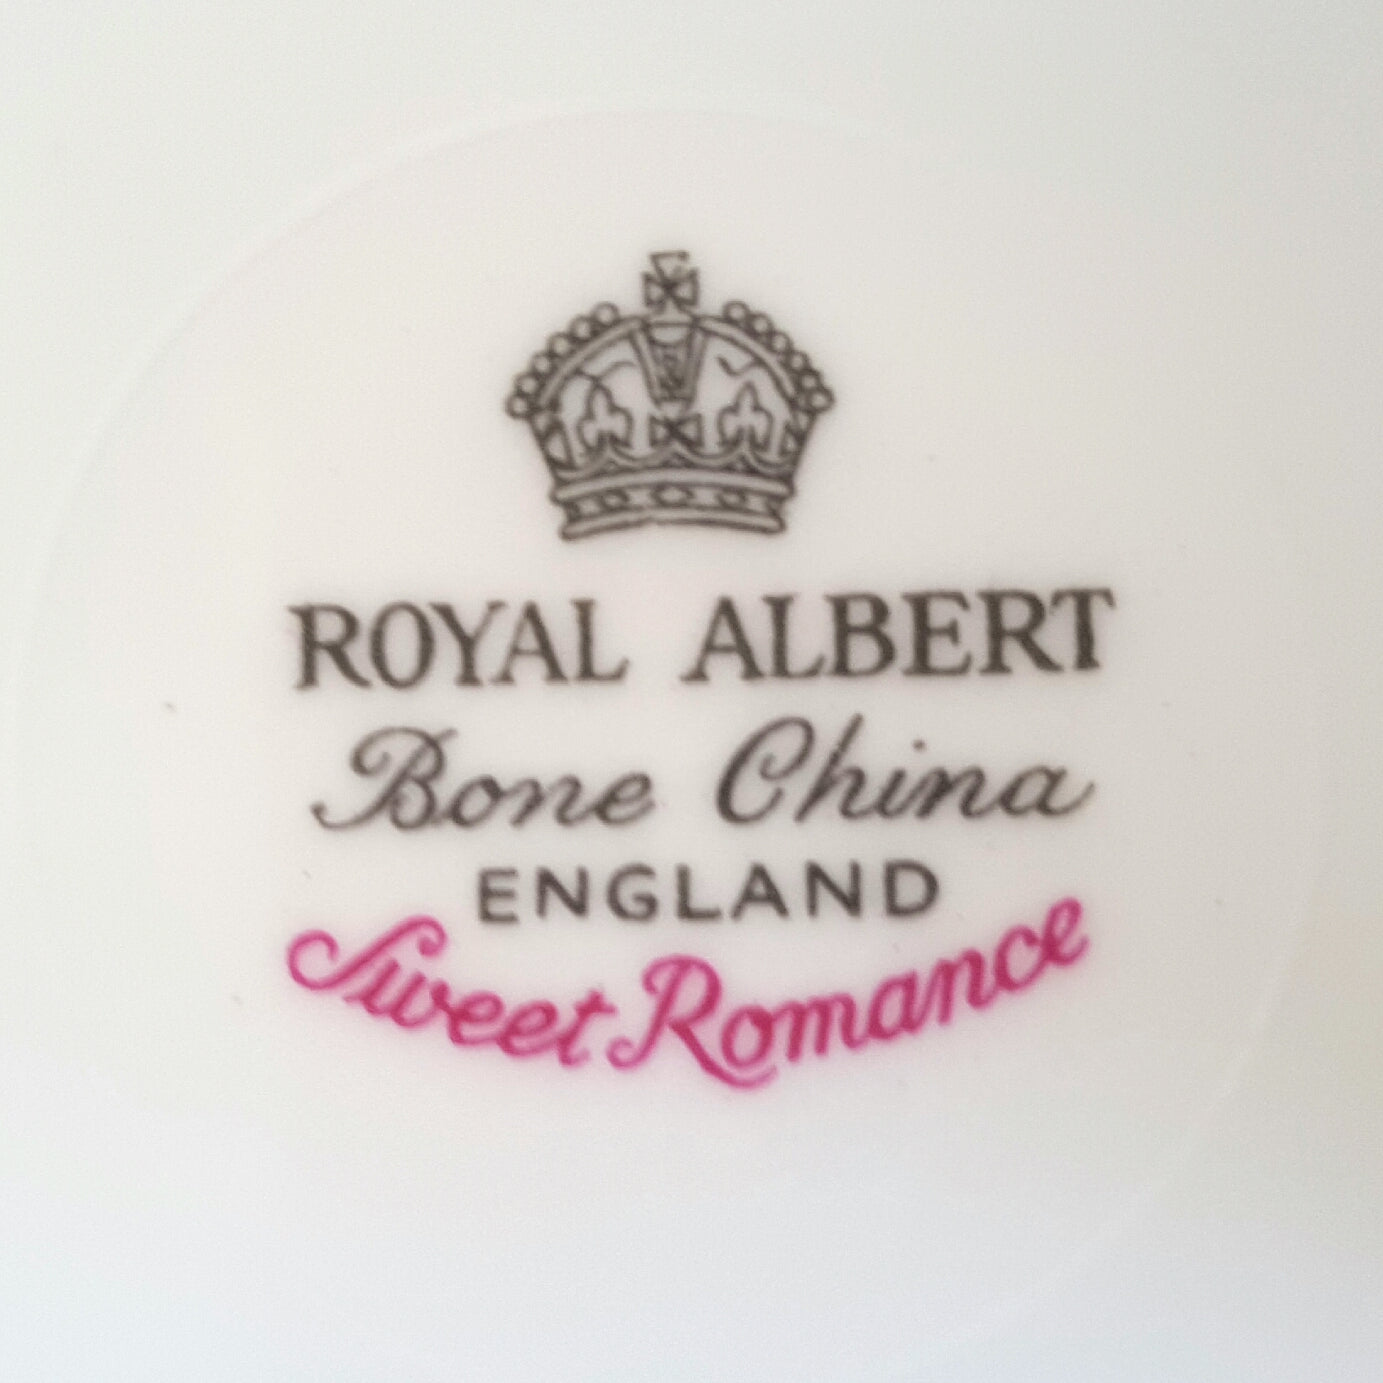 ROYAL ALBERT
Bone China
ENGLAND
Sweet Romance